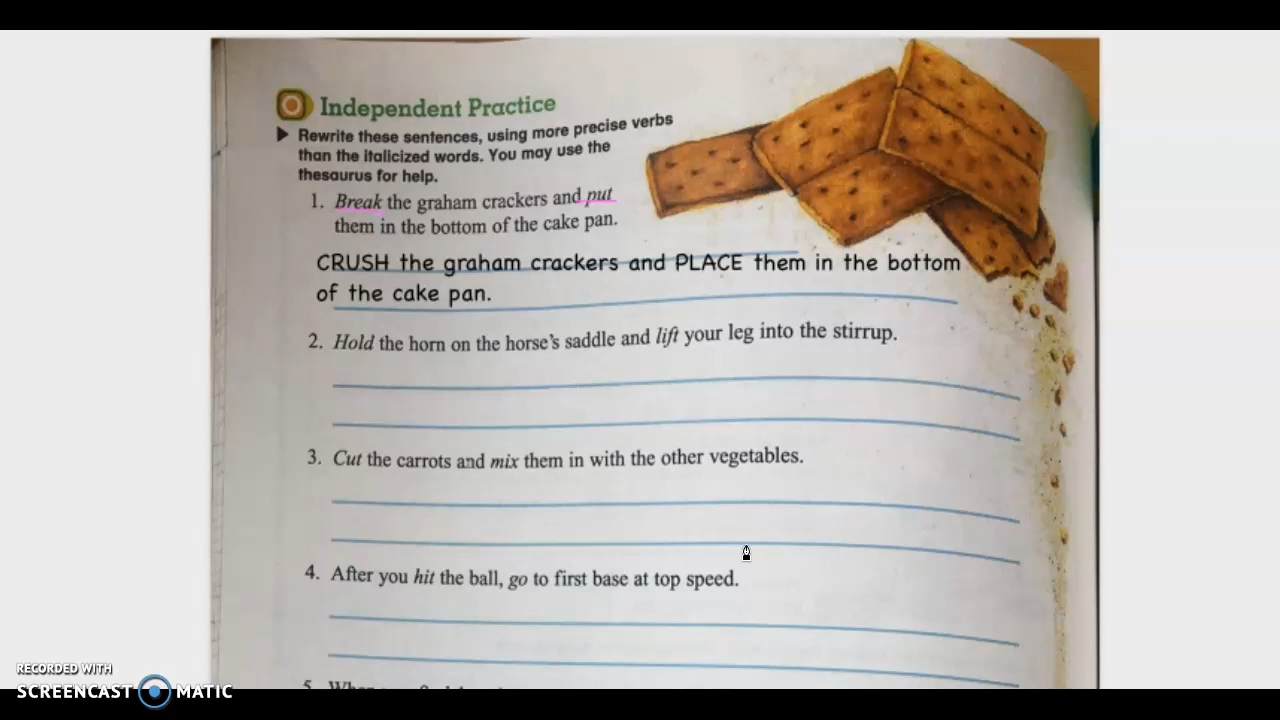 Independent Practice
Rewrite these sentences, using more precise verbs
than the italicized words. You may use the
thesaurus for help.
1. Break the graham crackers and put
them in the bottom of the cake pan.
CRUSH the graham crackers and PLACE them in the bottom
of the cake pan.
2. Hold the horn on the horse's saddle and lift your leg into the stirrup.
3. Cut the carrots and mix them in with the other vegetables.
4. After you hit the ball, go to first base at top speed.
5.
RECORDED WITH
SCREENCAST MATIC